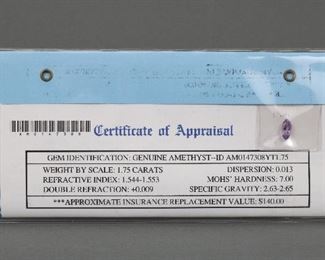 Certificate of Appraisal
GEM IDENTIFICATION: GENUINE AMETHYST--ID AM0147308YT1.75
WEIGHT BY SCALE: 1.75 CARATS
DISPERSION: 0.013
REFRACTIVE INDEX: 1.544-1.553
MOHS' HARDNESS: 7.00
DOUBLE REFRACTION: +0.009
SPECIFIC GRAVITY: 2.63-2.65
***APPROXIMATE INSURANCE REPLACEMENT VALUE: $140.00